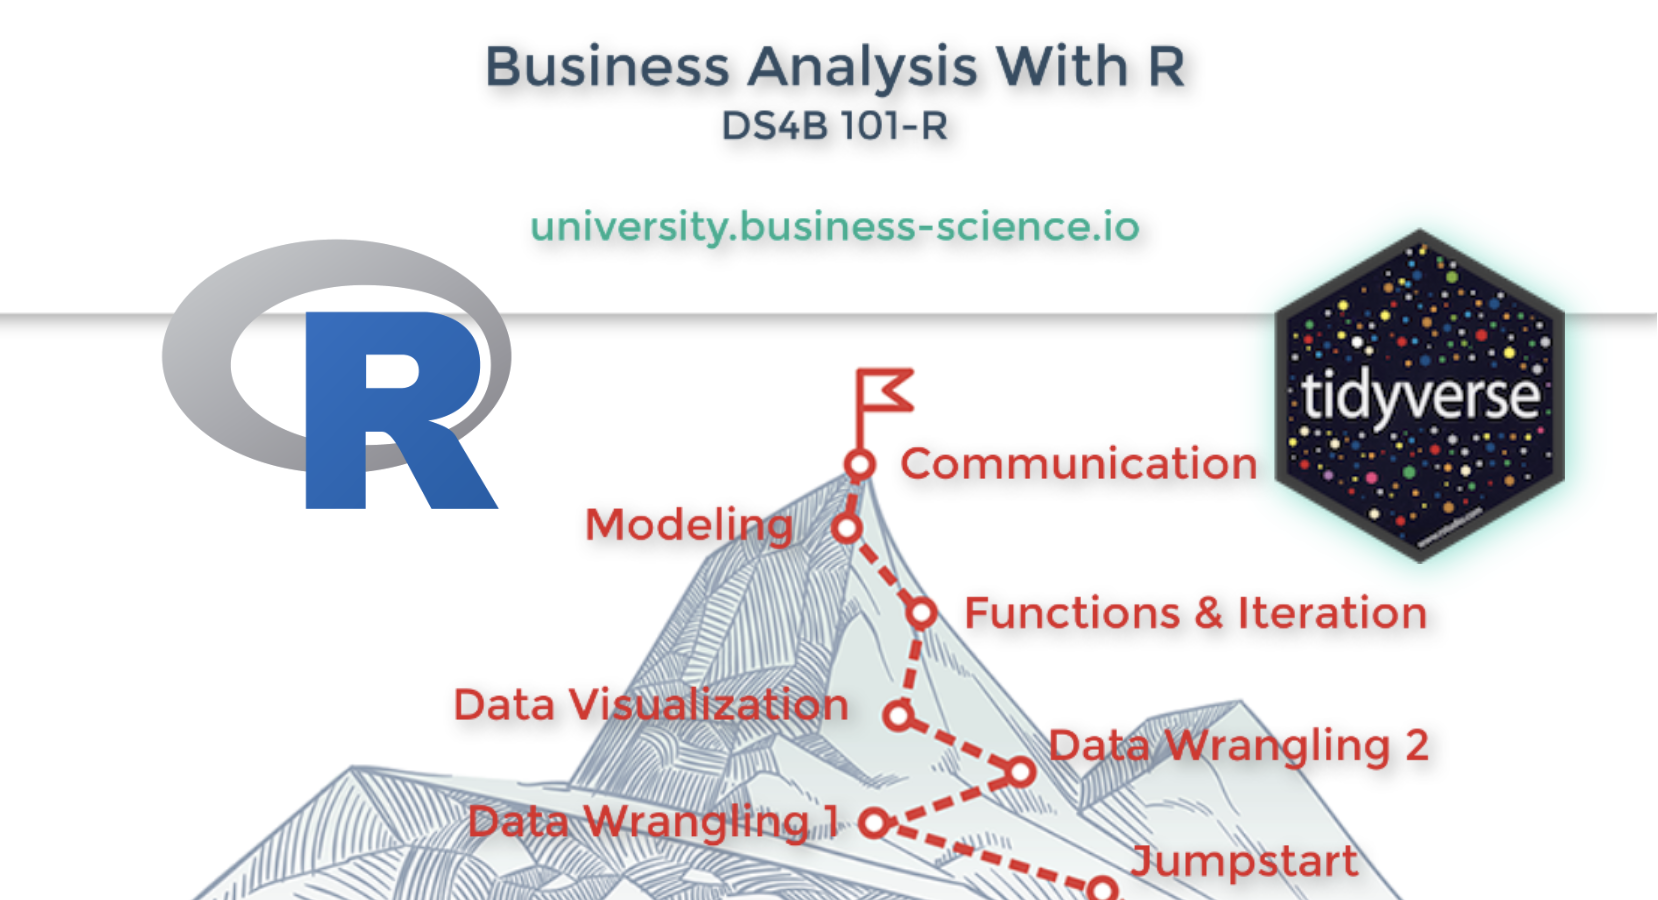 Business Analysis With R
DS4B 101-R
university.business-science.io
R
tidyverse
Communication
Modeling
Functions & Iteration
Data Visualization
Data Wrangling 2
Data Wrangling 1
Jumpstart